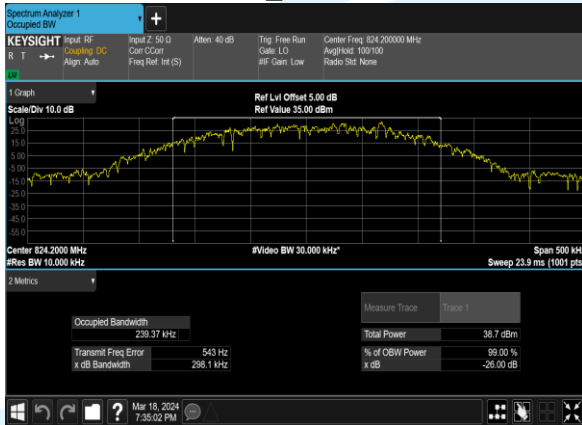 Spectrum Analyzer 1
Occupied BW
KEYSIGHT Input: RF Input Z: 50 Ω Atten: 40 dB Trig: Free Run Center Freq: 824.200000 MHz
R T Coupling: DC Corr CCorr Gate: LO Avg|Hold: 100/100
Align: Auto Freq Ref: Int (S) #IF Gain: Low Radio Std: None
1 Graph
Ref Lvl Offset 5.00 dB
Scale/Div 10.0 dB Ref Value 35.00 dBm
Log
25.0
15.0
5.00
-5.00
-15.0
-25.0
-35.0
-45.0
-55.0
Center 824.2000 MHz #Video BW 30.000 kHz* Span 500 kHz
#Res BW 10.000 kHz Sweep 23.9 ms (1001 pts
2 Metrics
Measure Trace Trace 1
Occupied Bandwidth
239.37 kHz Total Power 38.7 dBm
Transmit Freq Error 543 Hz % of OBW Power 99.00 %
x dB Bandwidth 298.1 kHz x dB -26.00 dB
? Mar 18, 2024
7:35:02 PM